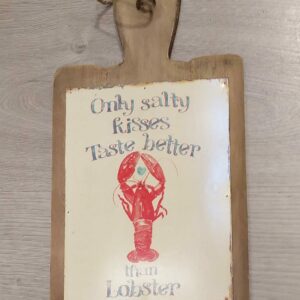 Only salty
kisses
Taste better
than
Lobster